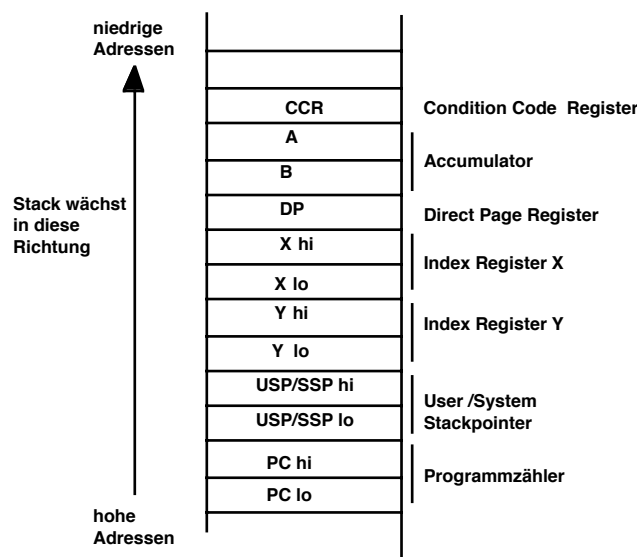 niedrige
Adressen
CCR
Condition Code Register
A
B
Accumulator
Stack wächst
in diese
Richtung
DP
Direct Page Register
X hi
X lo
Index Register X
Y hi
Y lo
Index Register Y
USP/SSP hi
USP/SSP lo
User /System
Stackpointer
PC hi
PC lo
Programmzähler
hohe
Adressen